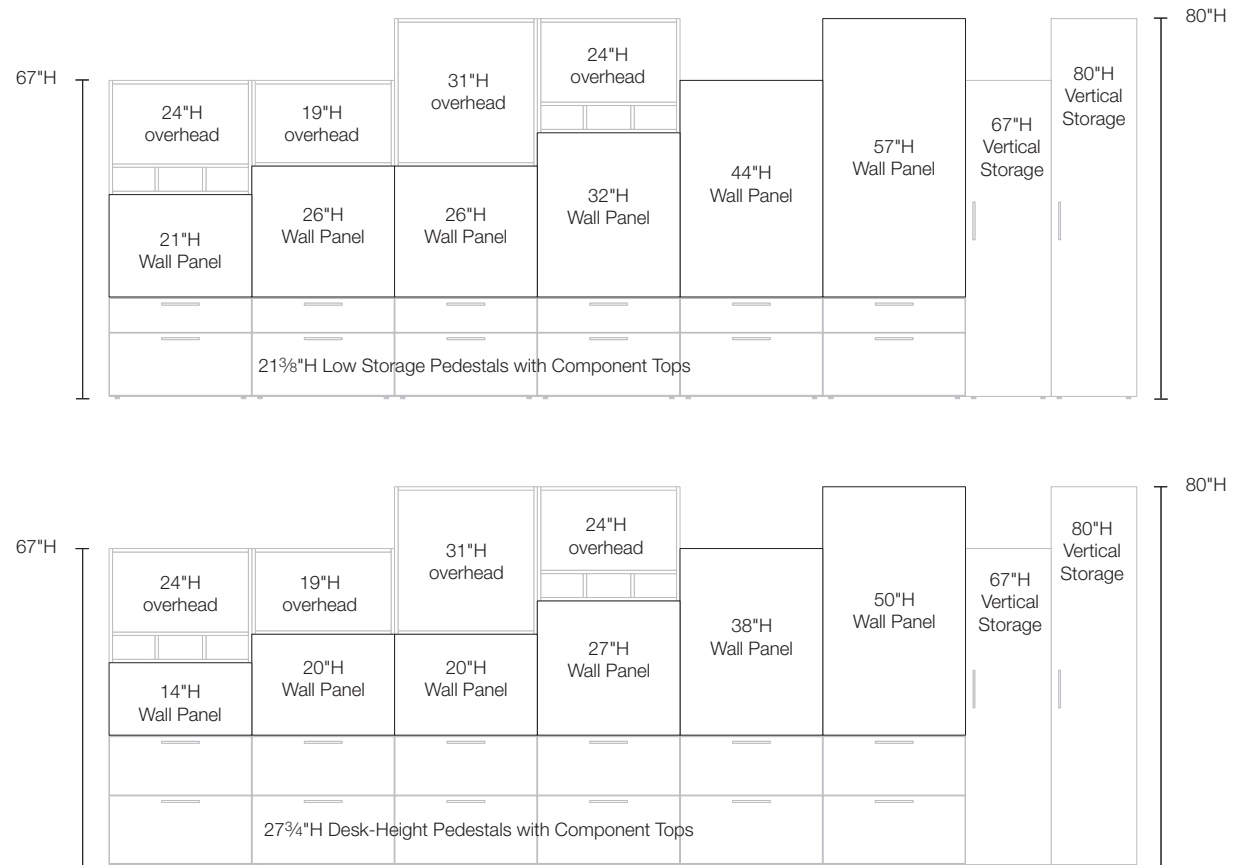 80"H
67"H
24"H
overhead
19"H
overhead
31"H
overhead
24"H
overhead
80"H
Vertical
Storage
67"H
Vertical
Storage
57"H
Wall Panel
44"H
Wall Panel
32"H
Wall Panel
26"H
Wall Panel
26"H
Wall Panel
21"H
Wall Panel
21⅜"H Low Storage Pedestals with Component Tops
80"H
67"H
24"H
overhead
19"H
overhead
31"H
overhead
24"H
overhead
80"H
Vertical
Storage
67"H
Vertical
Storage
50"H
Wall Panel
38"H
Wall Panel
27"H
Wall Panel
20"H
Wall Panel
20"H
Wall Panel
14"H
Wall Panel
27¾"H Desk-Height Pedestals with Component Tops